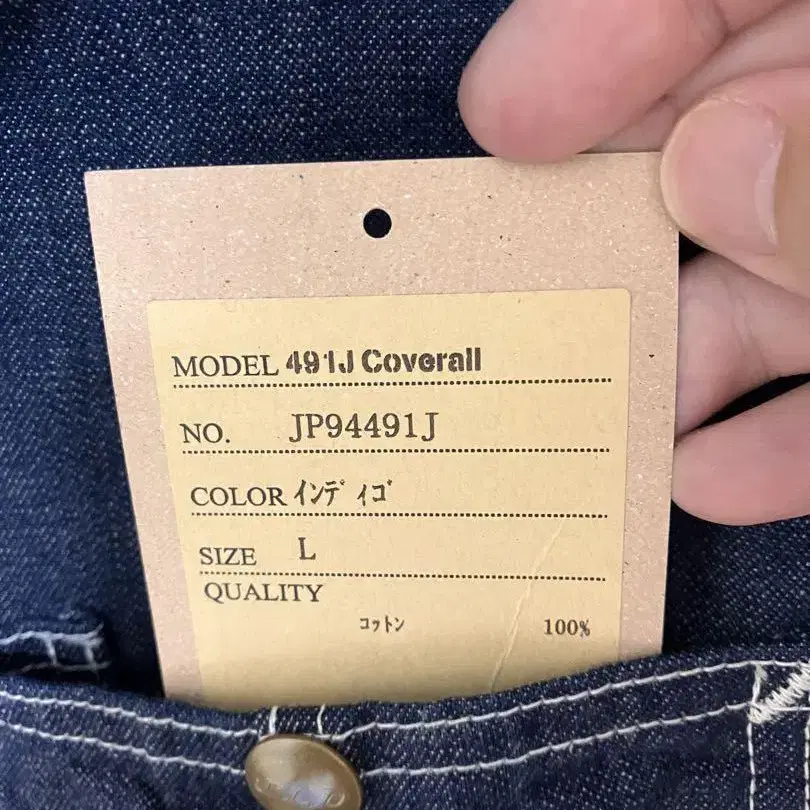 MODEL 491J Coverall
NO. JP94491J
COLOR ｲﾝﾃﾞｨｺﾞ
SIZE L
QUALITY
ｺｯﾄﾝ 100%